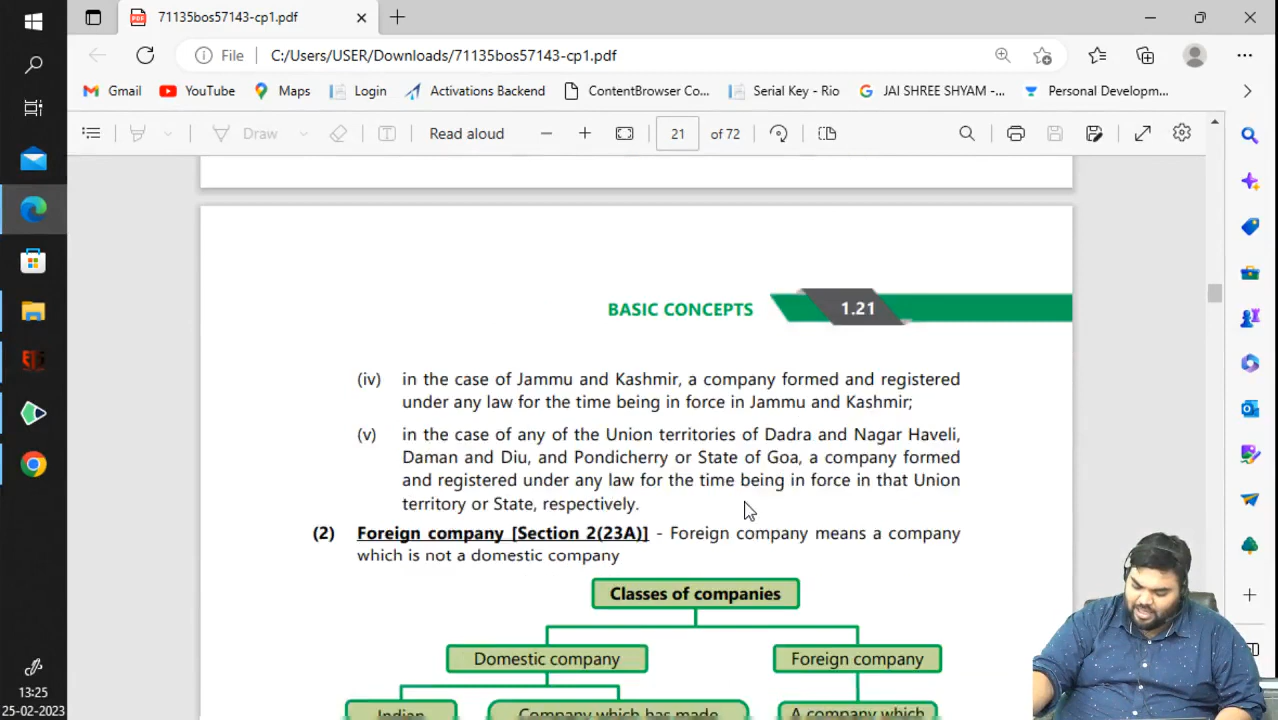 71135bos57143-cp1.pdf
File C:/Users/USER/Downloads/71135bos57143-cp1.pdf
Gmail YouTube Maps Login Activations Backend ContentBrowser Co... Serial Key - Rio JAI SHREE SHYAM -... Personal Developm...
Draw Read aloud 21 of 72
BASIC CONCEPTS 1.21
(iv) in the case of Jammu and Kashmir, a company formed and registered
under any law for the time being in force in Jammu and Kashmir;
(v) in the case of any of the Union territories of Dadra and Nagar Haveli,
Daman and Diu, and Pondicherry or State of Goa, a company formed
and registered under any law for the time being in force in that Union
territory or State, respectively.
(2) Foreign company [Section 2(23A)] - Foreign company means a company
which is not a domestic company
Classes of companies
Domestic company Foreign company
Indian Company which has made A company which
13:25
25-02-2023